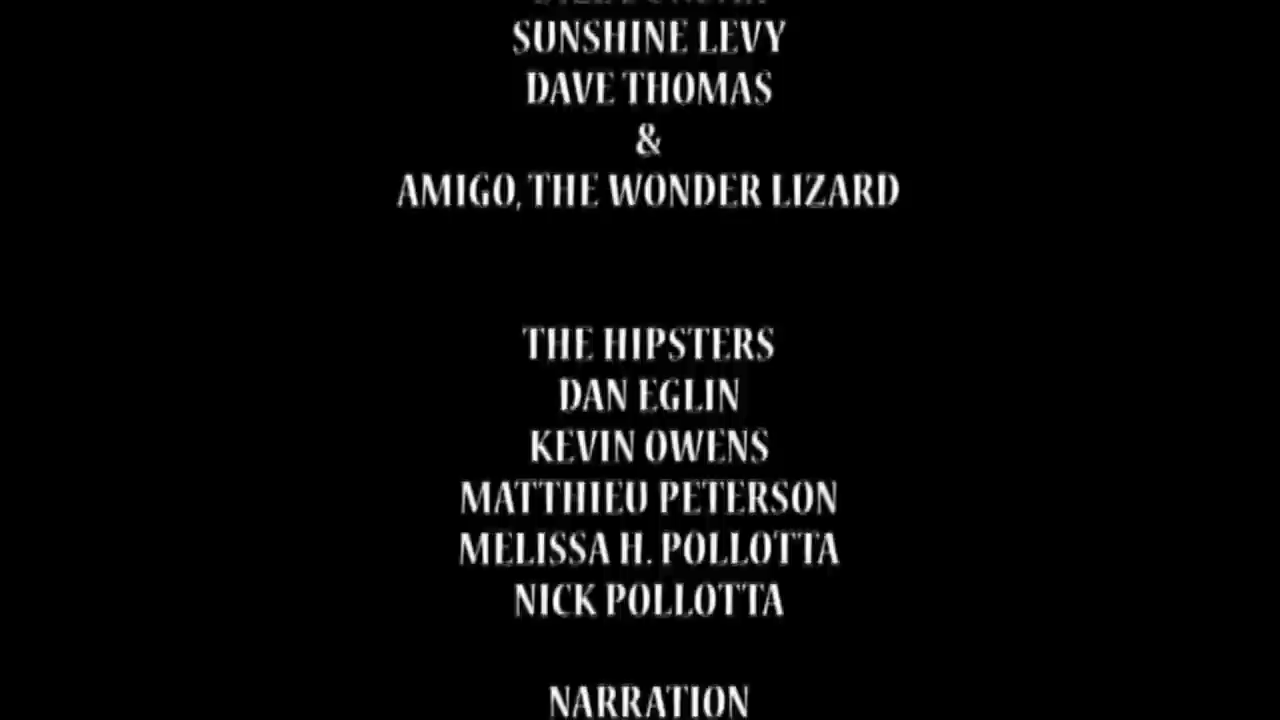 SUNSHINE LEVY
DAVE THOMAS
&
AMIGO, THE WONDER LIZARD
THE HIPSTERS
DAN EGLIN
KEVIN OWENS
MATTHIEU PETERSON
MELISSA H. POLLOTTA
NICK POLLOTTA
NARRATION